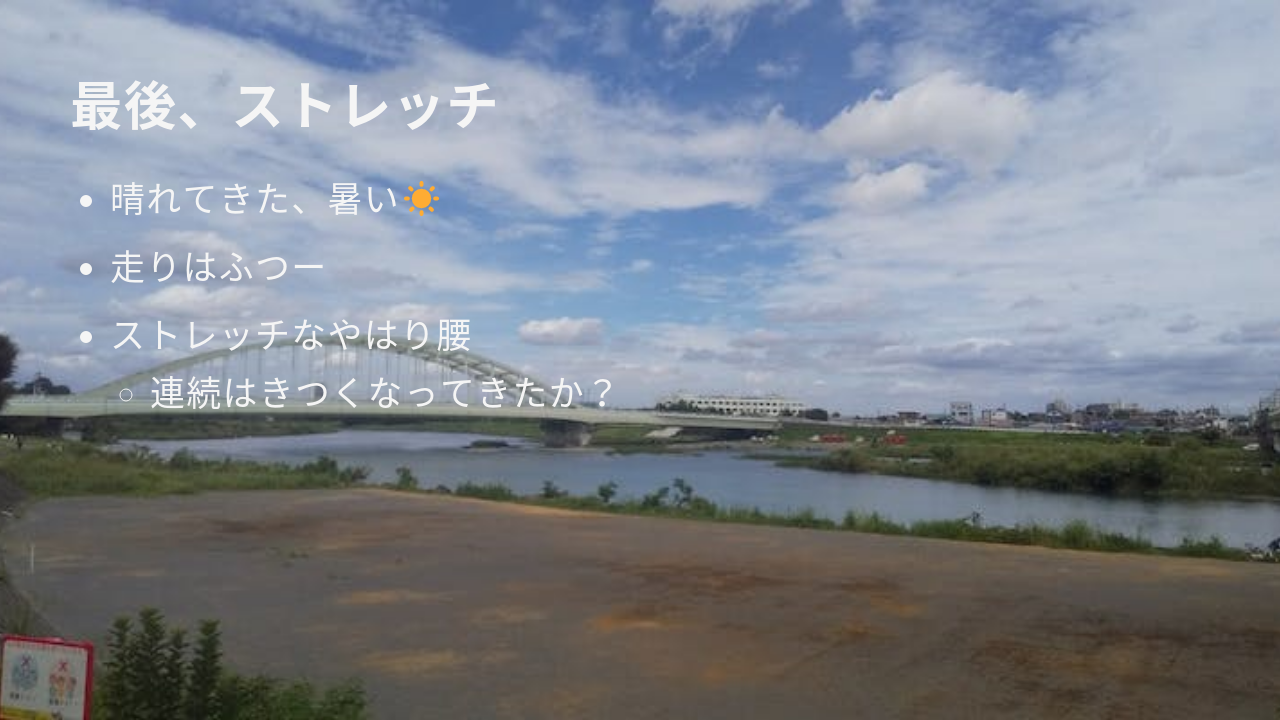 最後、ストレッチ
晴れてきた、暑い☀️
走りはふつー
ストレッチなやはり腰
連続はきつくなってきたか？